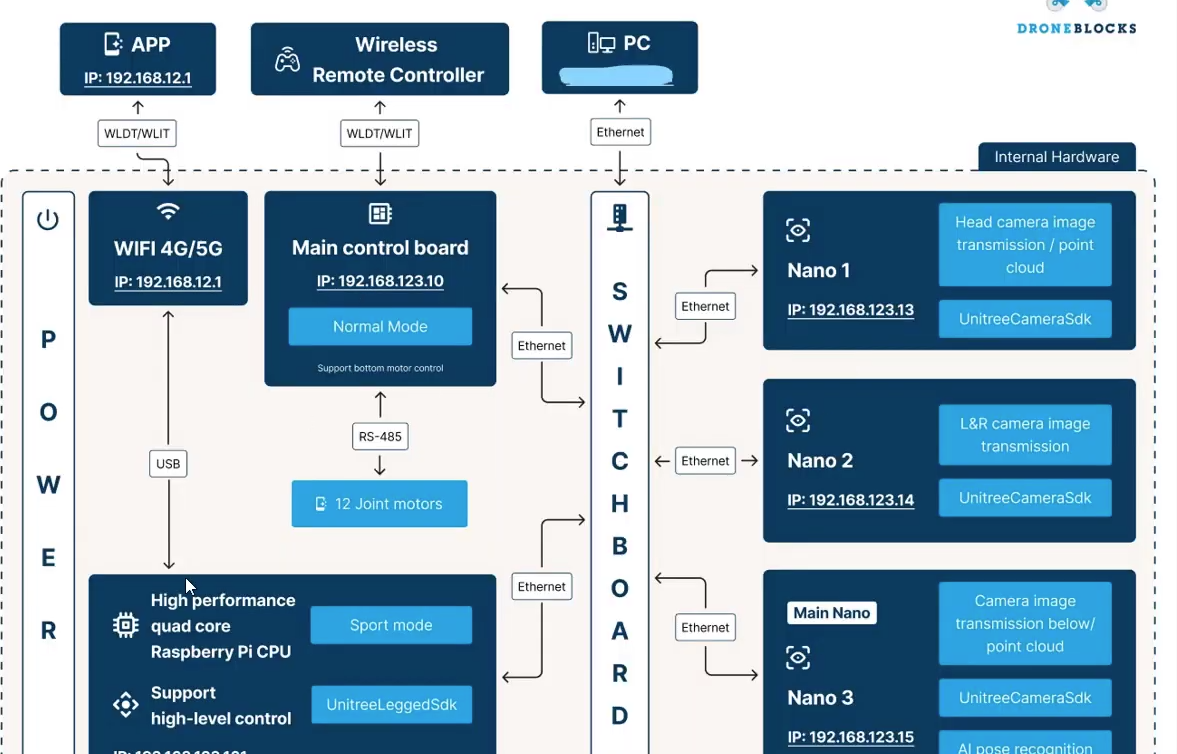 DRONEBLOCKS
APP
IP: 192.168.12.1
Wireless
Remote Controller
PC
WLDT/WLIT
WLDT/WLIT
Ethernet
Internal Hardware
POWER
WIFI 4G/5G
IP: 192.168.12.1
Main control board
IP: 192.168.123.10
Normal Mode
Support bottom motor control
Ethernet
RS-485
12 Joint motors
USB
High performance
quad core
Raspberry Pi CPU
Sport mode
Support
high-level control
UnitreeLeggedSdk
Ethernet
SWITCHBOARD
Ethernet
Nano 1
IP: 192.168.123.13
Head camera image
transmission / point
cloud
UnitreeCameraSdk
Ethernet
Nano 2
IP: 192.168.123.14
L&R camera image
transmission
UnitreeCameraSdk
Ethernet
Main Nano
Nano 3
IP: 192.168.123.15
Camera image
transmission below/
point cloud
UnitreeCameraSdk
AI pose recognition